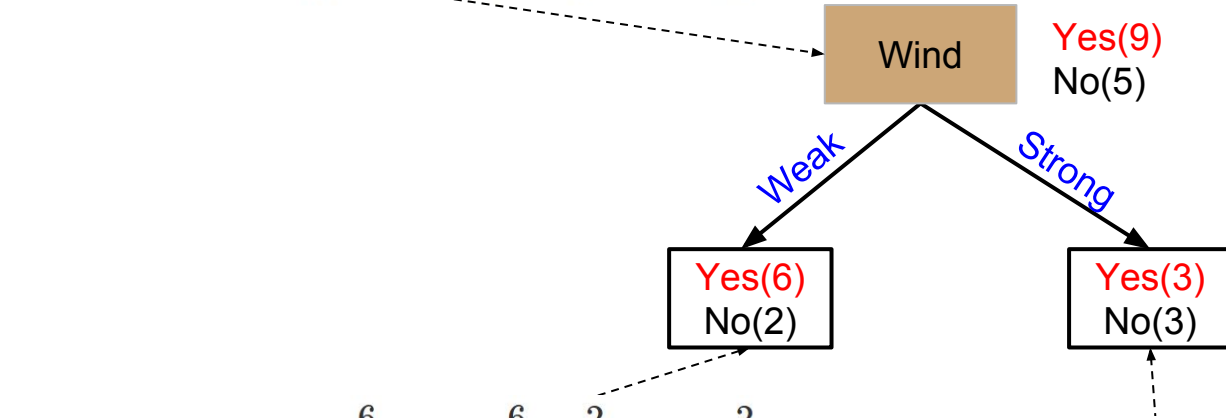 Wind
Yes(9)
No(5)
Weak
Strong
Yes(6)
No(2)
Yes(3)
No(3)